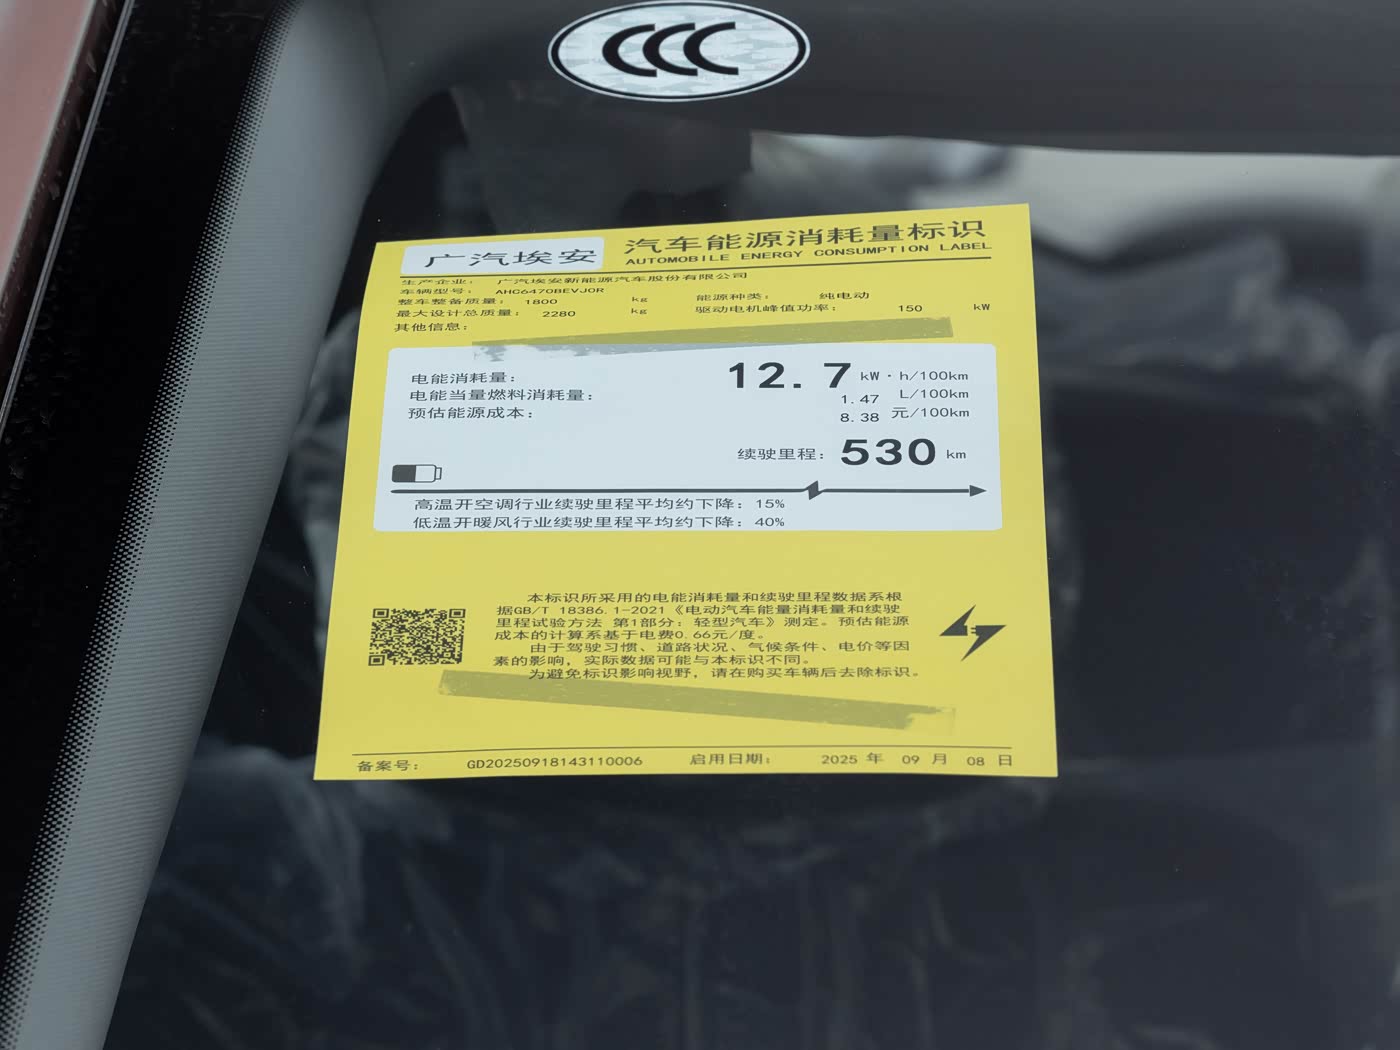 CCC
广汽埃安
汽车能源消耗量标识
AUTOMOBILE ENERGY CONSUMPTION LABEL
生产企业： 广汽埃安新能源汽车股份有限公司
车辆型号： AHC6470BEVJ0R
整车整备质量： 1800 kg 能源种类： 纯电动
最大设计总质量： 2280 kg 驱动电机峰值功率： 150 kW
其他信息：
电能消耗量： 12.7 kW·h/100km
电能当量燃料消耗量： 1.47 L/100km
预估能源成本： 8.38 元/100km
续驶里程： 530 km
高温开空调行业续驶里程平均约下降：15%
低温开暖风行业续驶里程平均约下降：40%
本标识所采用的电能消耗量和续驶里程数据系根
据GB/T 18386.1-2021《电动汽车能量消耗量和续驶
里程试验方法 第1部分：轻型汽车》测定。预估能源
成本的计算系基于电费0.66元/度。
由于驾驶习惯、道路状况、气候条件、电价等因
素的影响，实际数据可能与本标识不同。
为避免标识影响视野，请在购买车辆后去除标识。
备案号： GD20250918143110006 启用日期： 2025 年 09 月 08 日